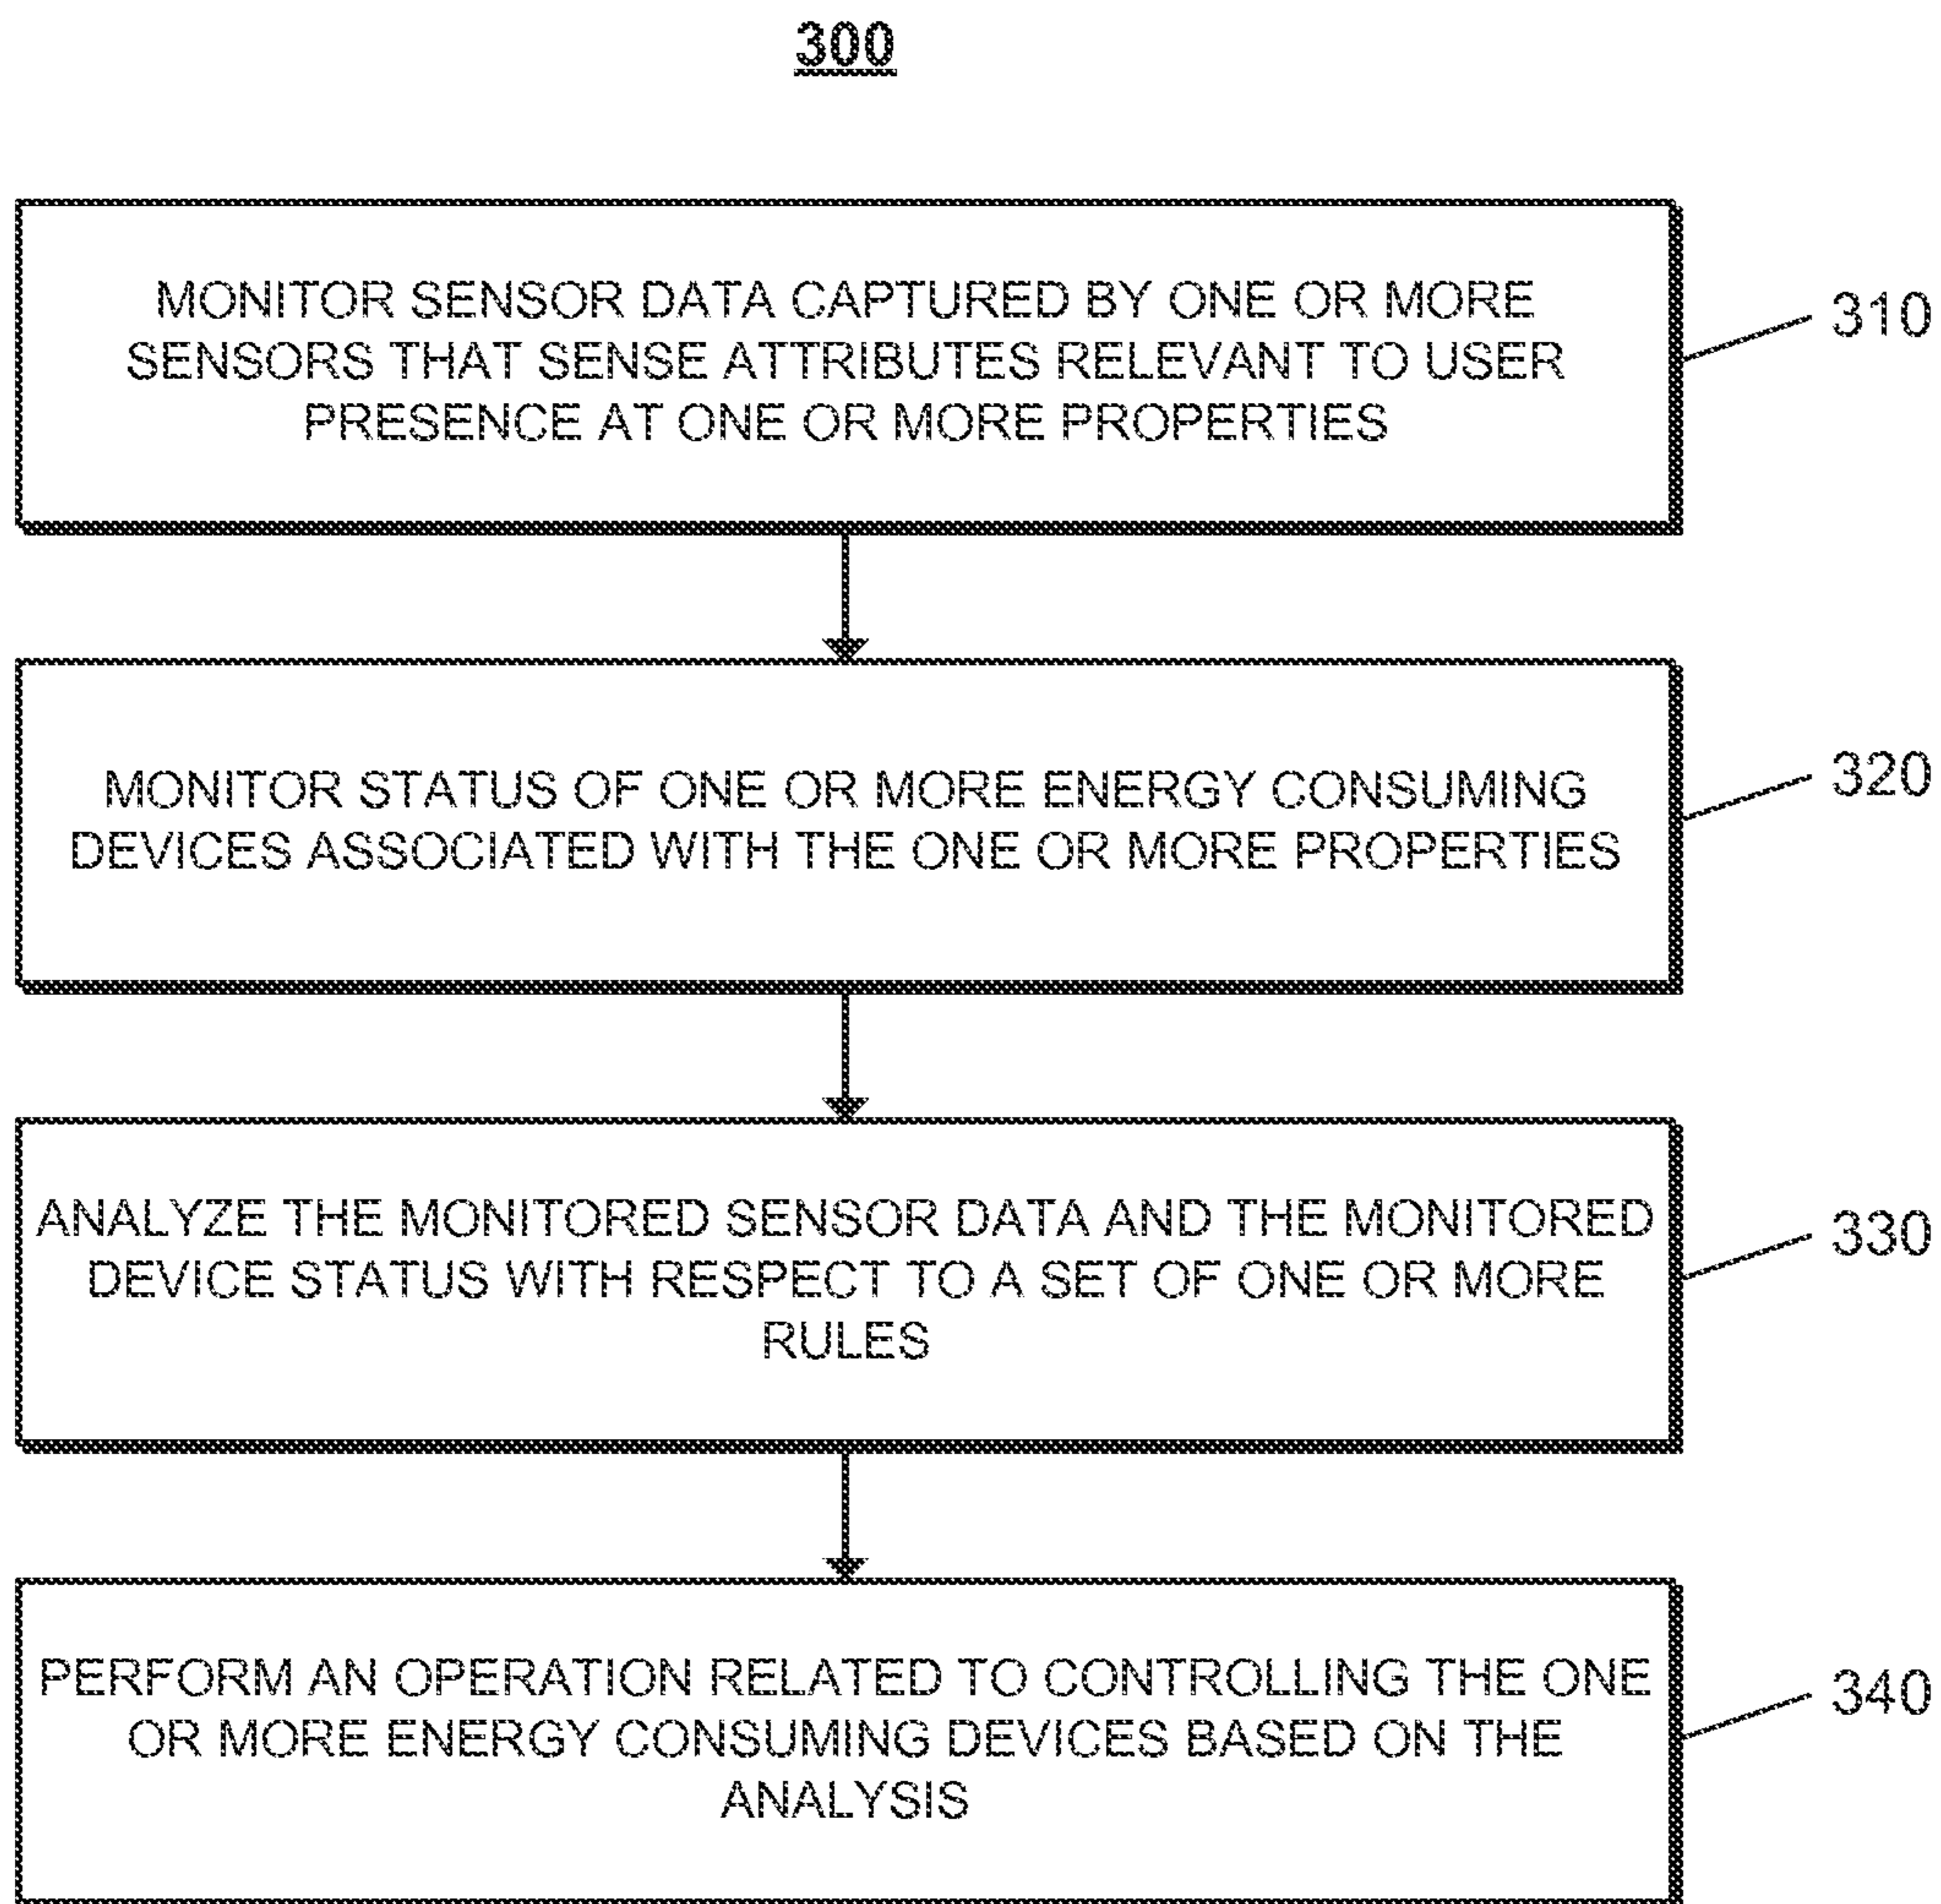 300
MONITOR SENSOR DATA CAPTURED BY ONE OR MORE
SENSORS THAT SENSE ATTRIBUTES RELEVANT TO USER
PRESENCE AT ONE OR MORE PROPERTIES
310
MONITOR STATUS OF ONE OR MORE ENERGY CONSUMING
DEVICES ASSOCIATED WITH THE ONE OR MORE PROPERTIES
320
ANALYZE THE MONITORED SENSOR DATA AND THE MONITORED
DEVICE STATUS WITH RESPECT TO A SET OF ONE OR MORE
RULES
330
PERFORM AN OPERATION RELATED TO CONTROLLING THE ONE
OR MORE ENERGY CONSUMING DEVICES BASED ON THE
ANALYSIS
340